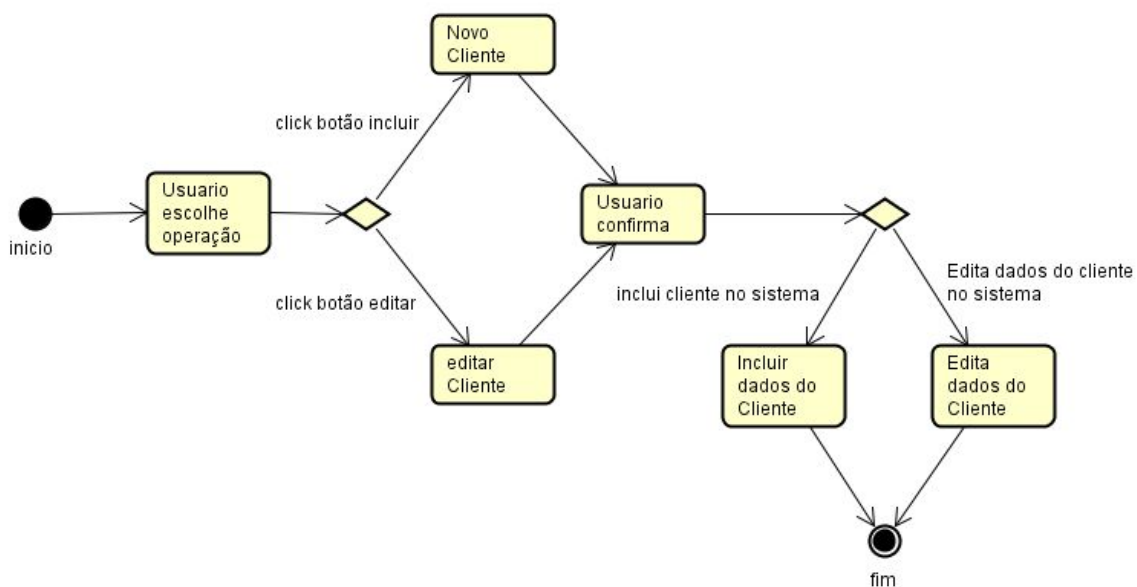 Novo
Cliente
click botão incluir
Usuario
escolhe
operação
inicio
Usuario
confirma
click botão editar
inclui cliente no sistema
Edita dados do cliente
no sistema
editar
Cliente
Incluir
dados do
Cliente
Edita
dados do
Cliente
fim